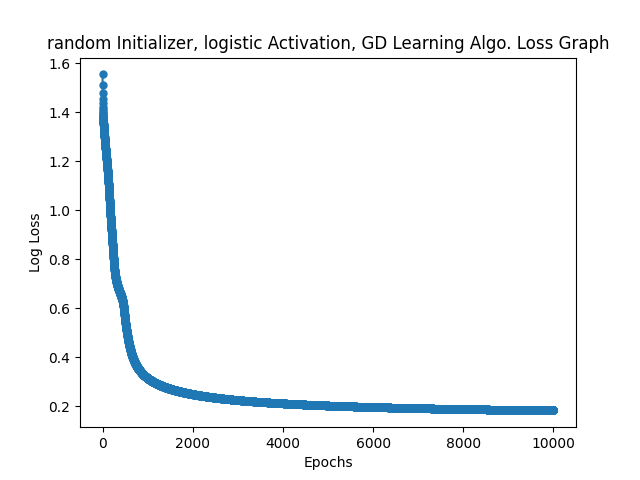 random Initializer, logistic Activation, GD Learning Algo. Loss Graph
1.6
1.4
1.2
1.0
0.8
0.6
0.4
0.2
Log Loss
0 2000 4000 6000 8000 10000
Epochs